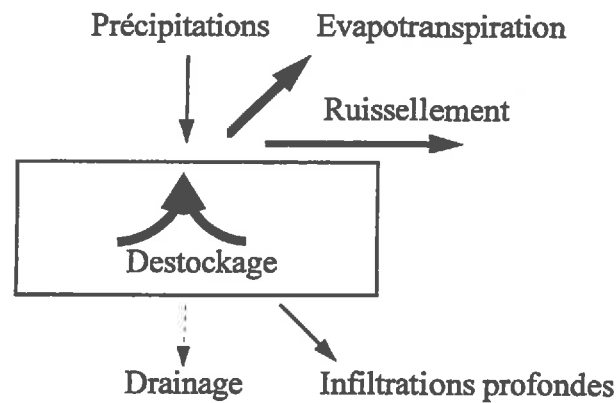 Précipitations
Evapotranspiration
Ruissellement
Destockage
Drainage
Infiltrations profondes